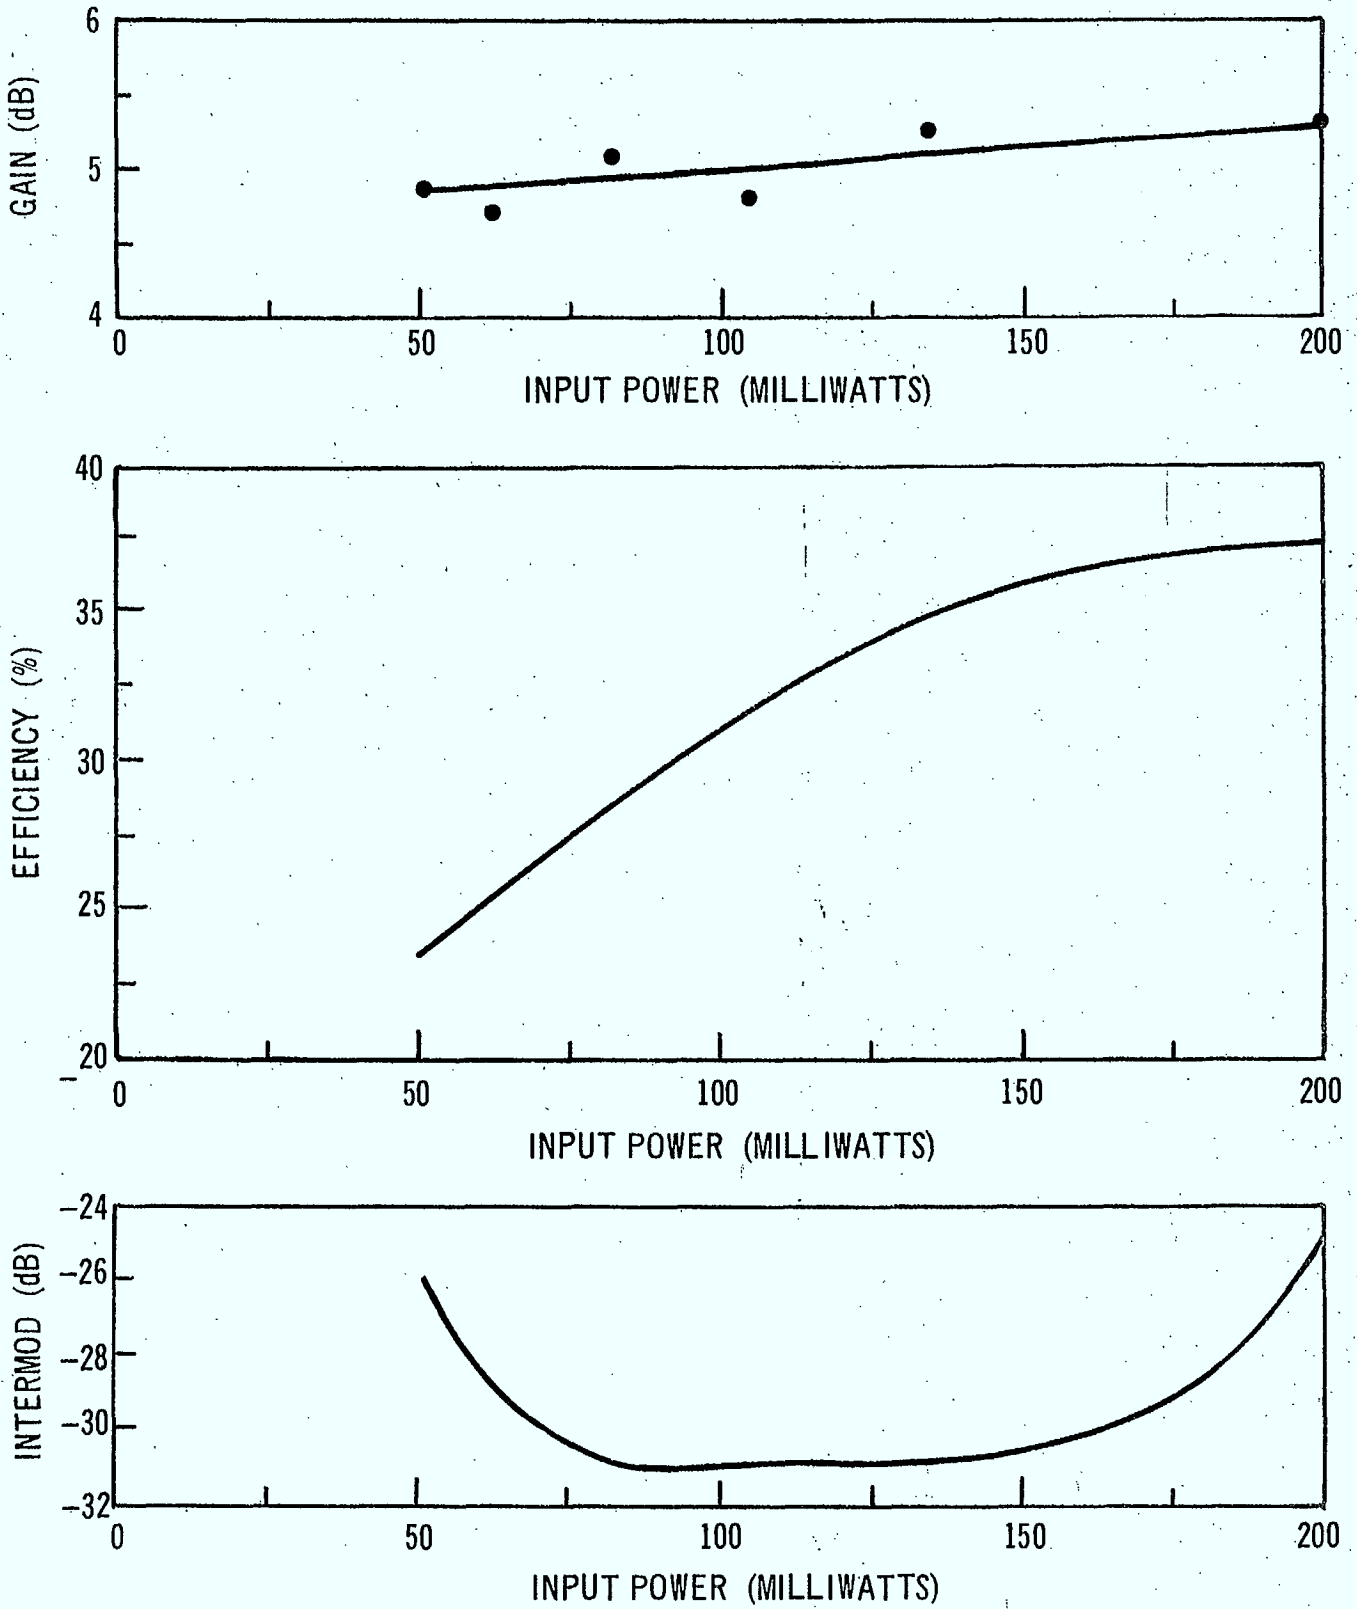 GAIN (dB)
6
5
4
0 50 100 150 200
INPUT POWER (MILLIWATTS)
EFFICIENCY (%)
40
35
30
25
20
0 50 100 150 200
INPUT POWER (MILLIWATTS)
INTERMOD (dB)
-24
-26
-28
-30
-32
0 50 100 150 200
INPUT POWER (MILLIWATTS)